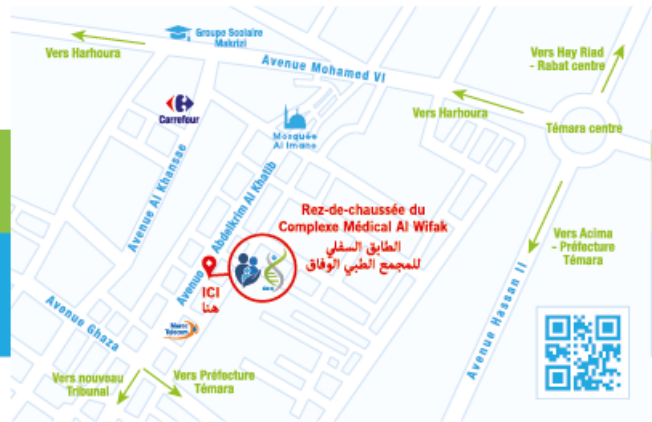 Groupe Scolaire
Makrizi
Vers Harhoura
Avenue Mohamed VI
Vers Hay Riad
- Rabat centre
Carrefour
Mosquée
Al Imane
Vers Harhoura
Témara centre
Avenue Al Khansse
Avenue Abdelkrim Al Khatib
Rez-de-chaussée du
Complexe Médical Al Wifak
الطابق السفلي
للمجمع الطبي الوفاق
Vers Acima
- Préfecture
Témara
ICI
هنا
Maroc
Telecom
Avenue Hassan II
Avenue Ghaza
Vers nouveau
Tribunal
Vers Préfecture
Témara